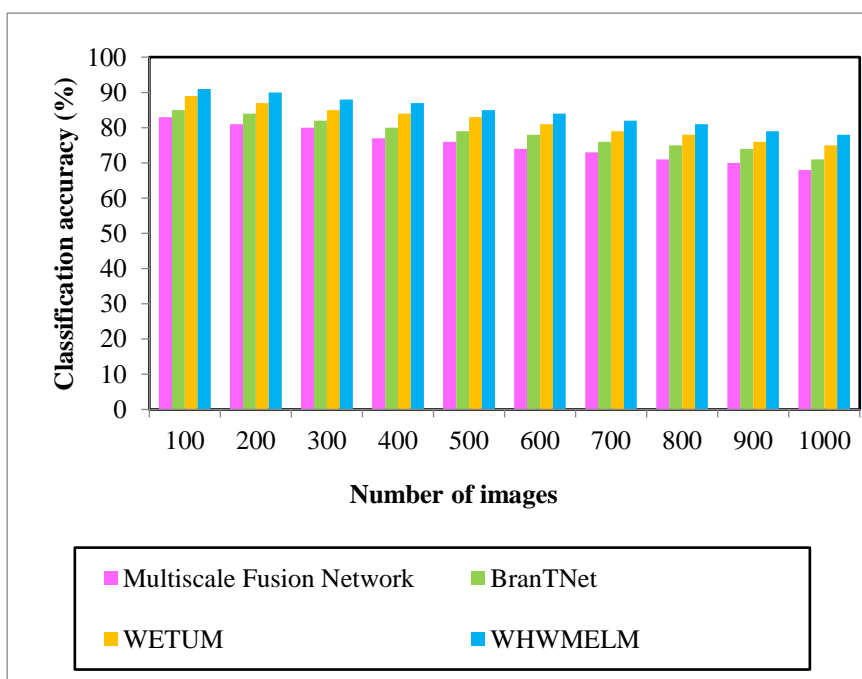 Classification accuracy (%)
100
90
80
70
60
50
40
30
20
10
0
100 200 300 400 500 600 700 800 900 1000
Number of images
Multiscale Fusion Network BranTNet
WETUM WHWMELM